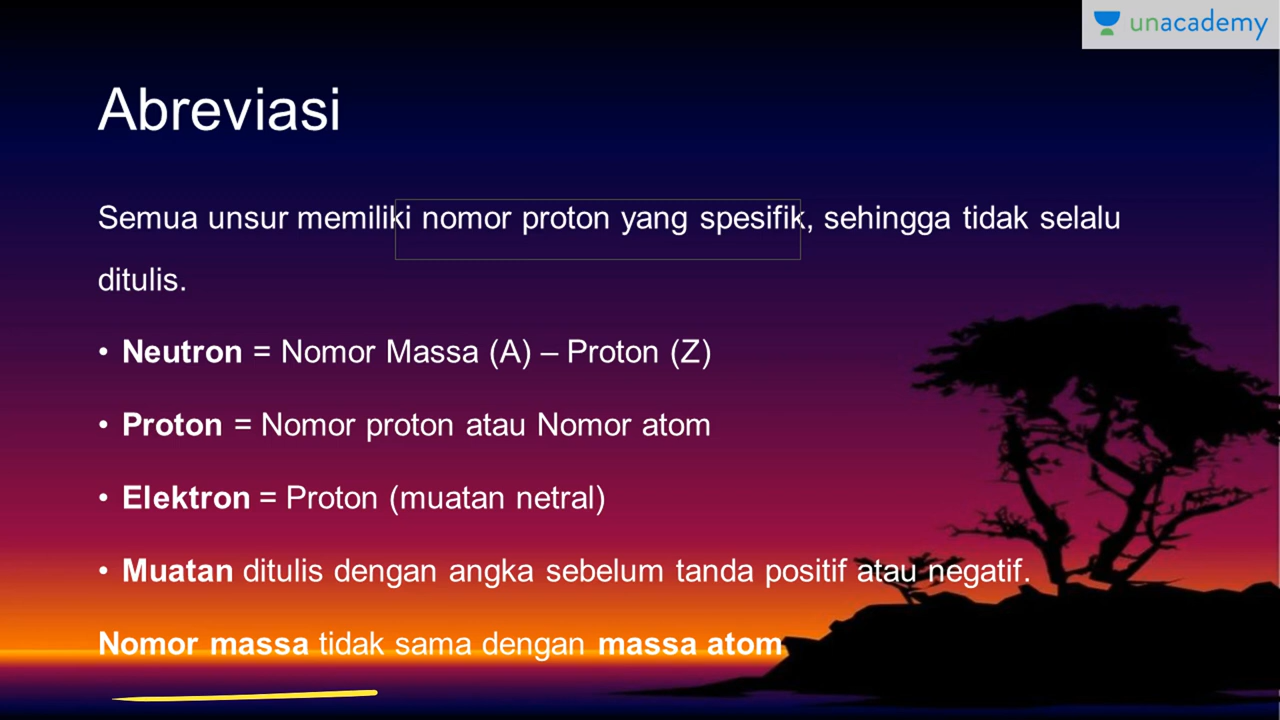 unacademy
Abreviasi
Semua unsur memiliki nomor proton yang spesifik, sehingga tidak selalu
ditulis.
• Neutron = Nomor Massa (A) – Proton (Z)
• Proton = Nomor proton atau Nomor atom
• Elektron = Proton (muatan netral)
• Muatan ditulis dengan angka sebelum tanda positif atau negatif.
Nomor massa tidak sama dengan massa atom